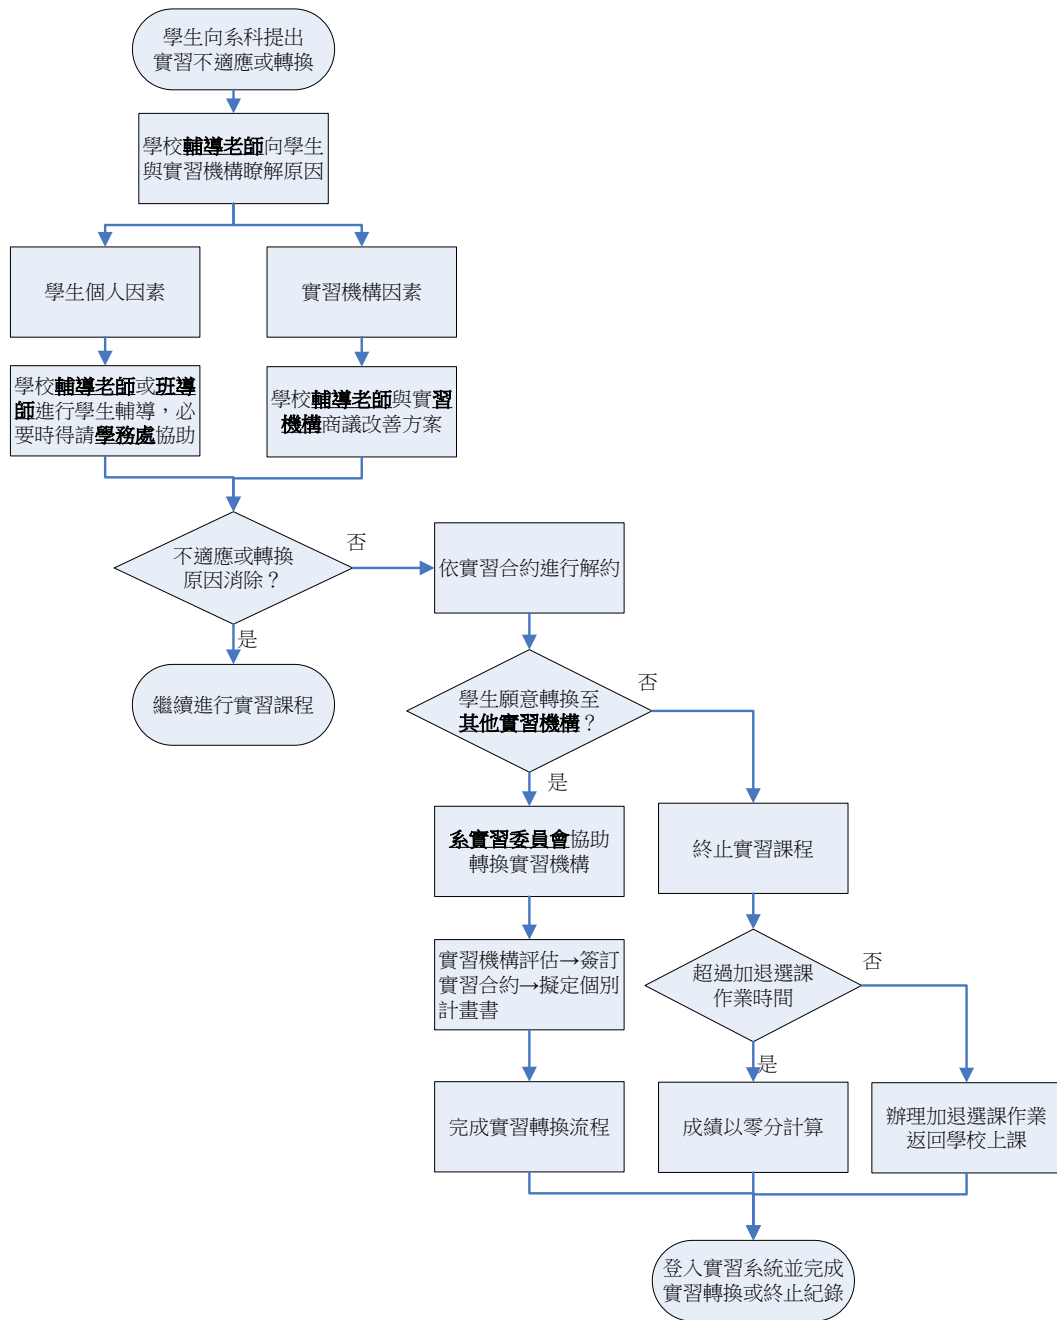 學生向系科提出
實習不適應或轉換
學校輔導老師向學生
與實習機構瞭解原因
學生個人因素
實習機構因素
學校輔導老師或班導
師進行學生輔導，必
要時得請學務處協助
學校輔導老師與實習
機構商議改善方案
不適應或轉換
原因消除？
否
依實習合約進行解約
是
繼續進行實習課程
學生願意轉換至
其他實習機構？
否
是
系實習委員會協助
轉換實習機構
終止實習課程
實習機構評估→簽訂
實習合約→擬定個別
計畫書
超過加退選課
作業時間
否
是
完成實習轉換流程
成績以零分計算
辦理加退選課作業
返回學校上課
登入實習系統並完成
實習轉換或終止紀錄